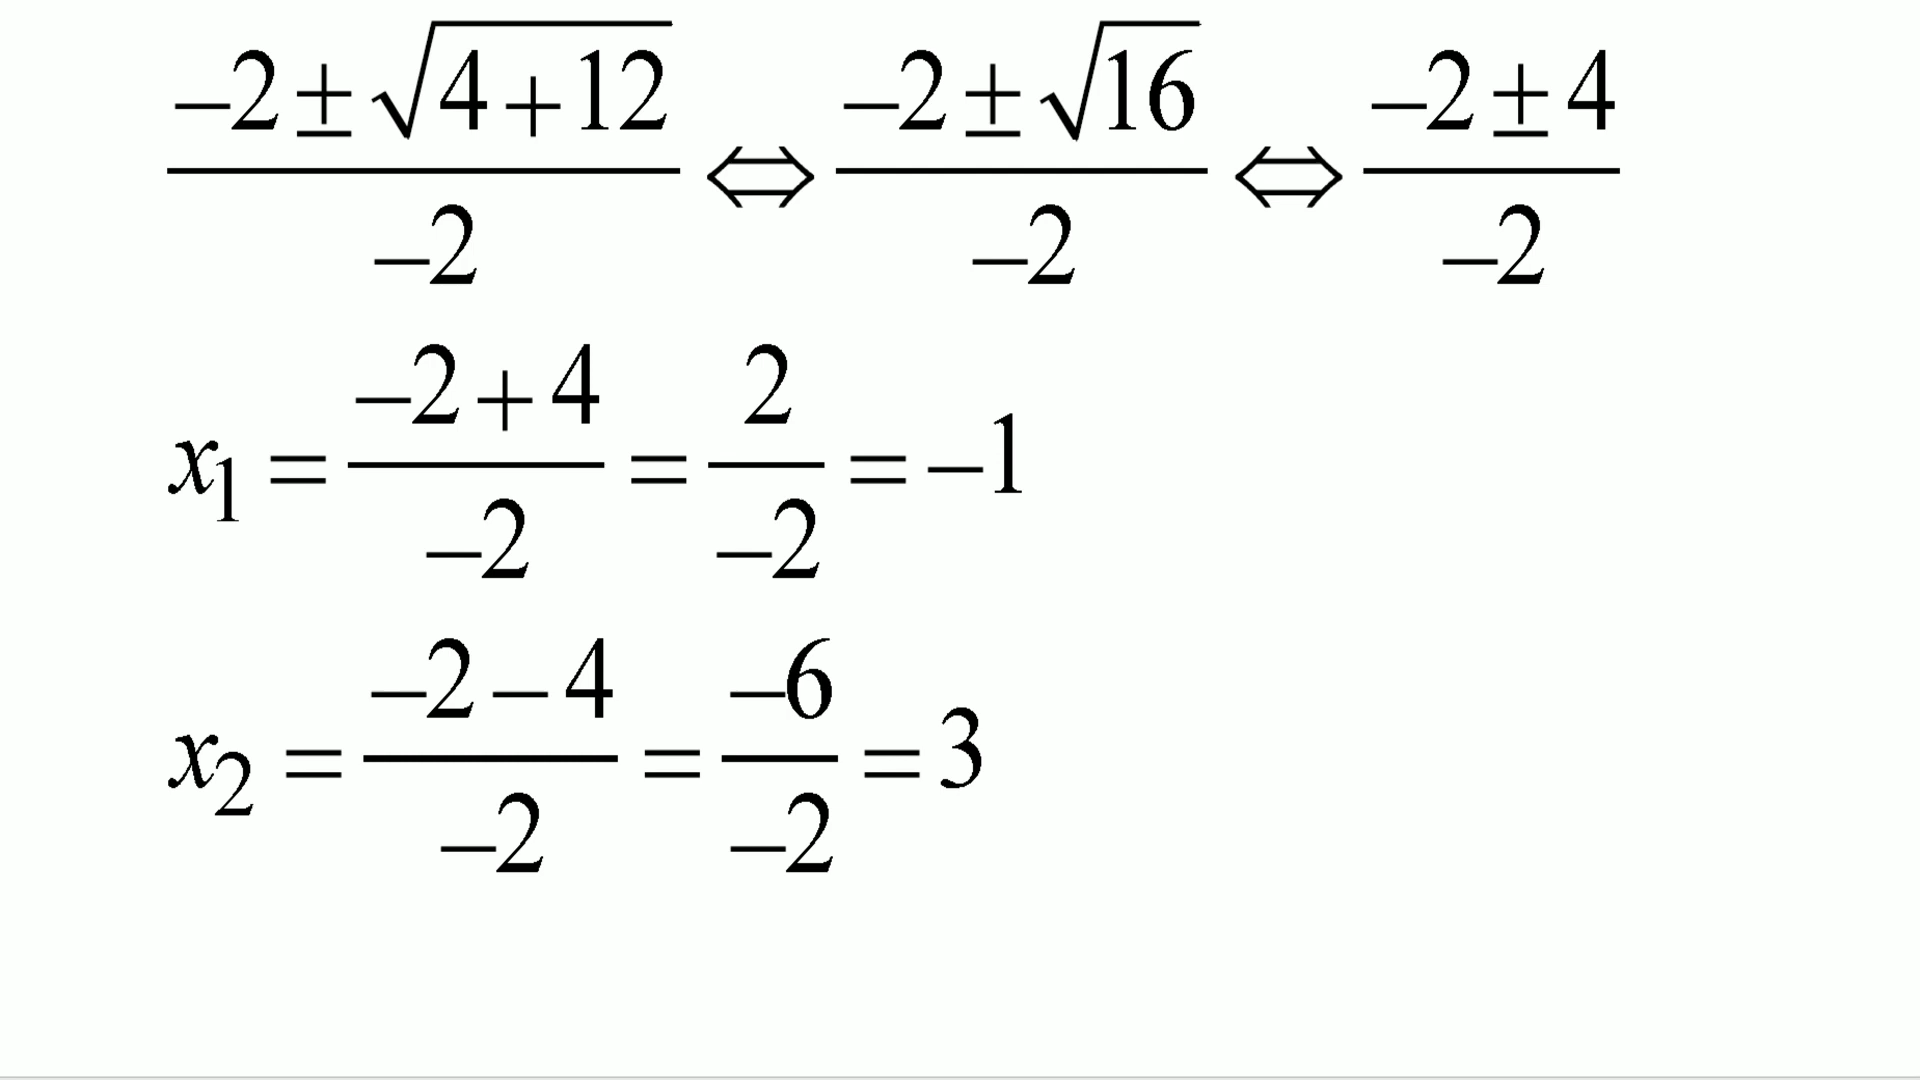 (−2 ± √(4 + 12))/(−2) ⇔ (−2 ± √16)/(−2) ⇔ (−2 ± 4)/(−2)
x₁ = (−2 + 4)/(−2) = 2/(−2) = −1
x₂ = (−2 − 4)/(−2) = (−6)/(−2) = 3